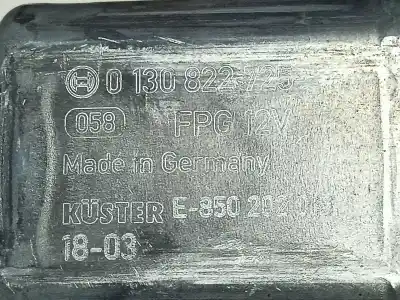 0 130 822
058 FPG 12V
Made in Germany
KÜSTER E-850
18-03